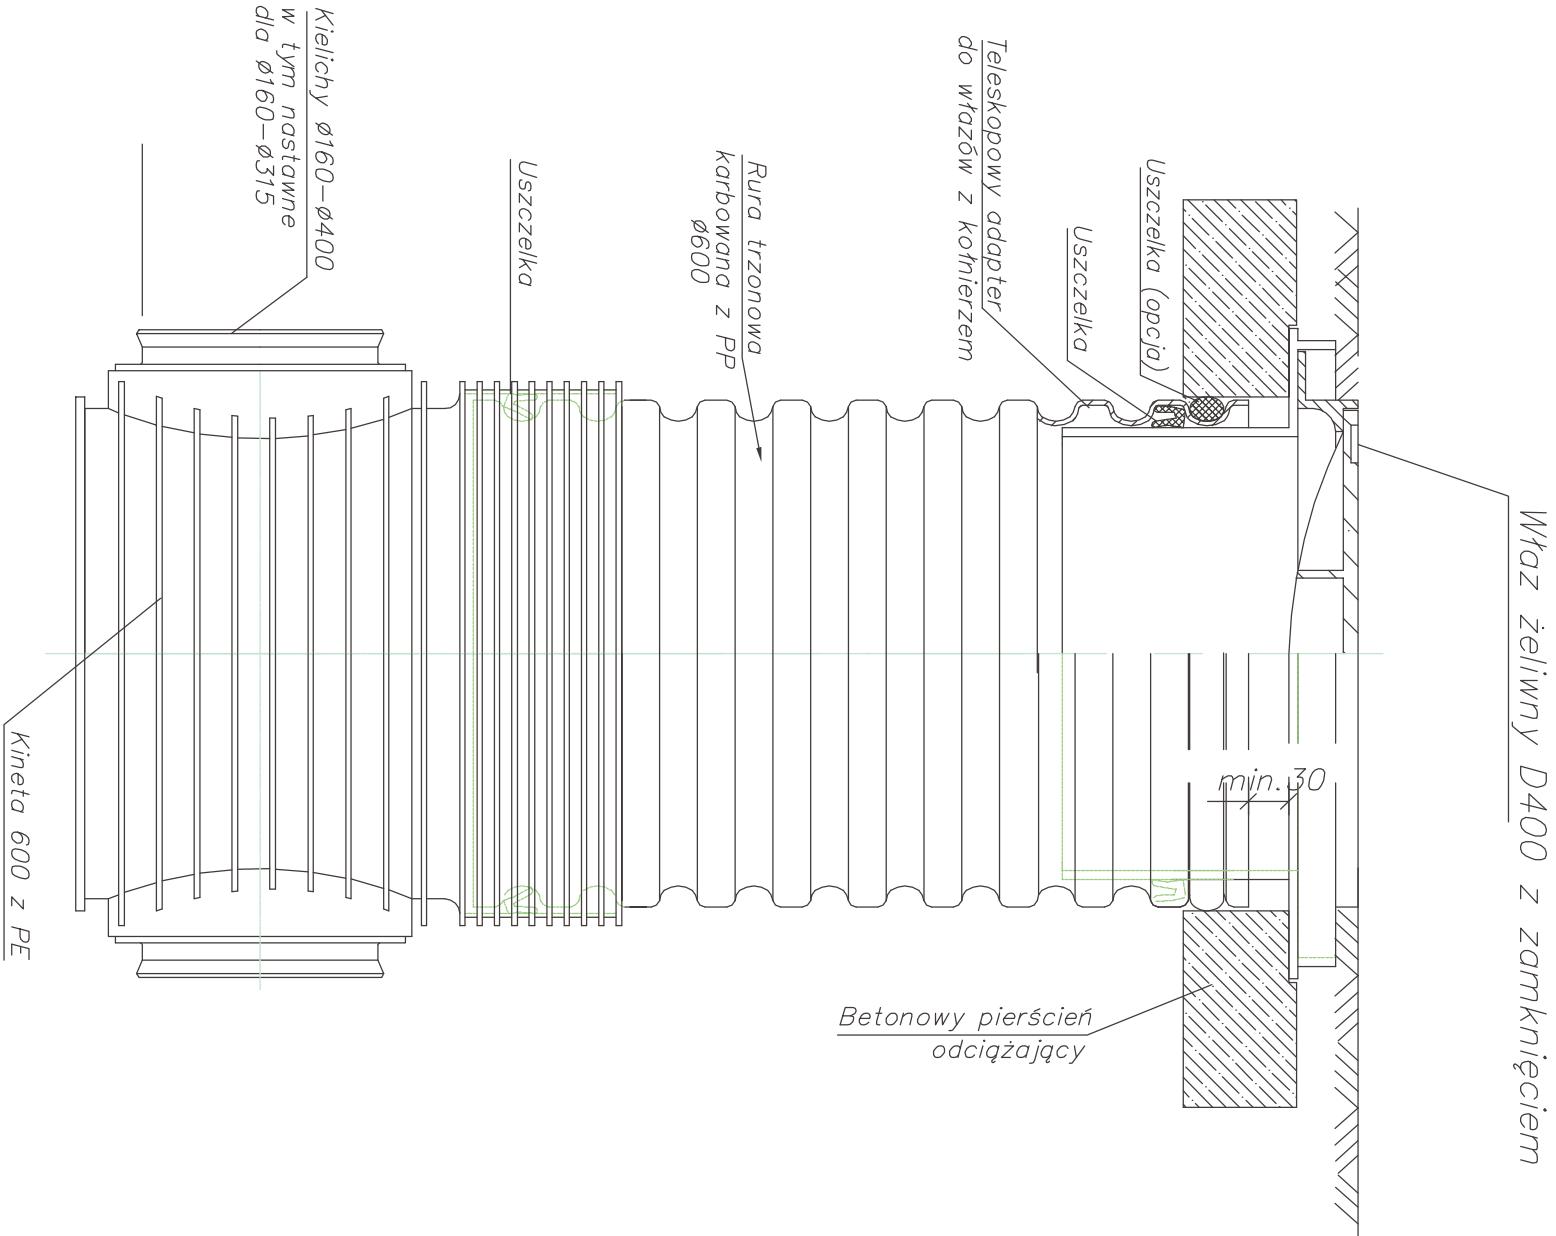 Właz żeliwny D400 z zamknięciem
Uszczelka (opcja)
Uszczelka
Teleskopowy adapter
do włazów z kołnierzem
Rura trzonowa
karbowana z PP
ø600
Uszczelka
Kielichy ø160-ø400
w tym nastawne
dla ø160-ø315
Kineta 600 z PE
min.30
Betonowy pierścień
odciążający